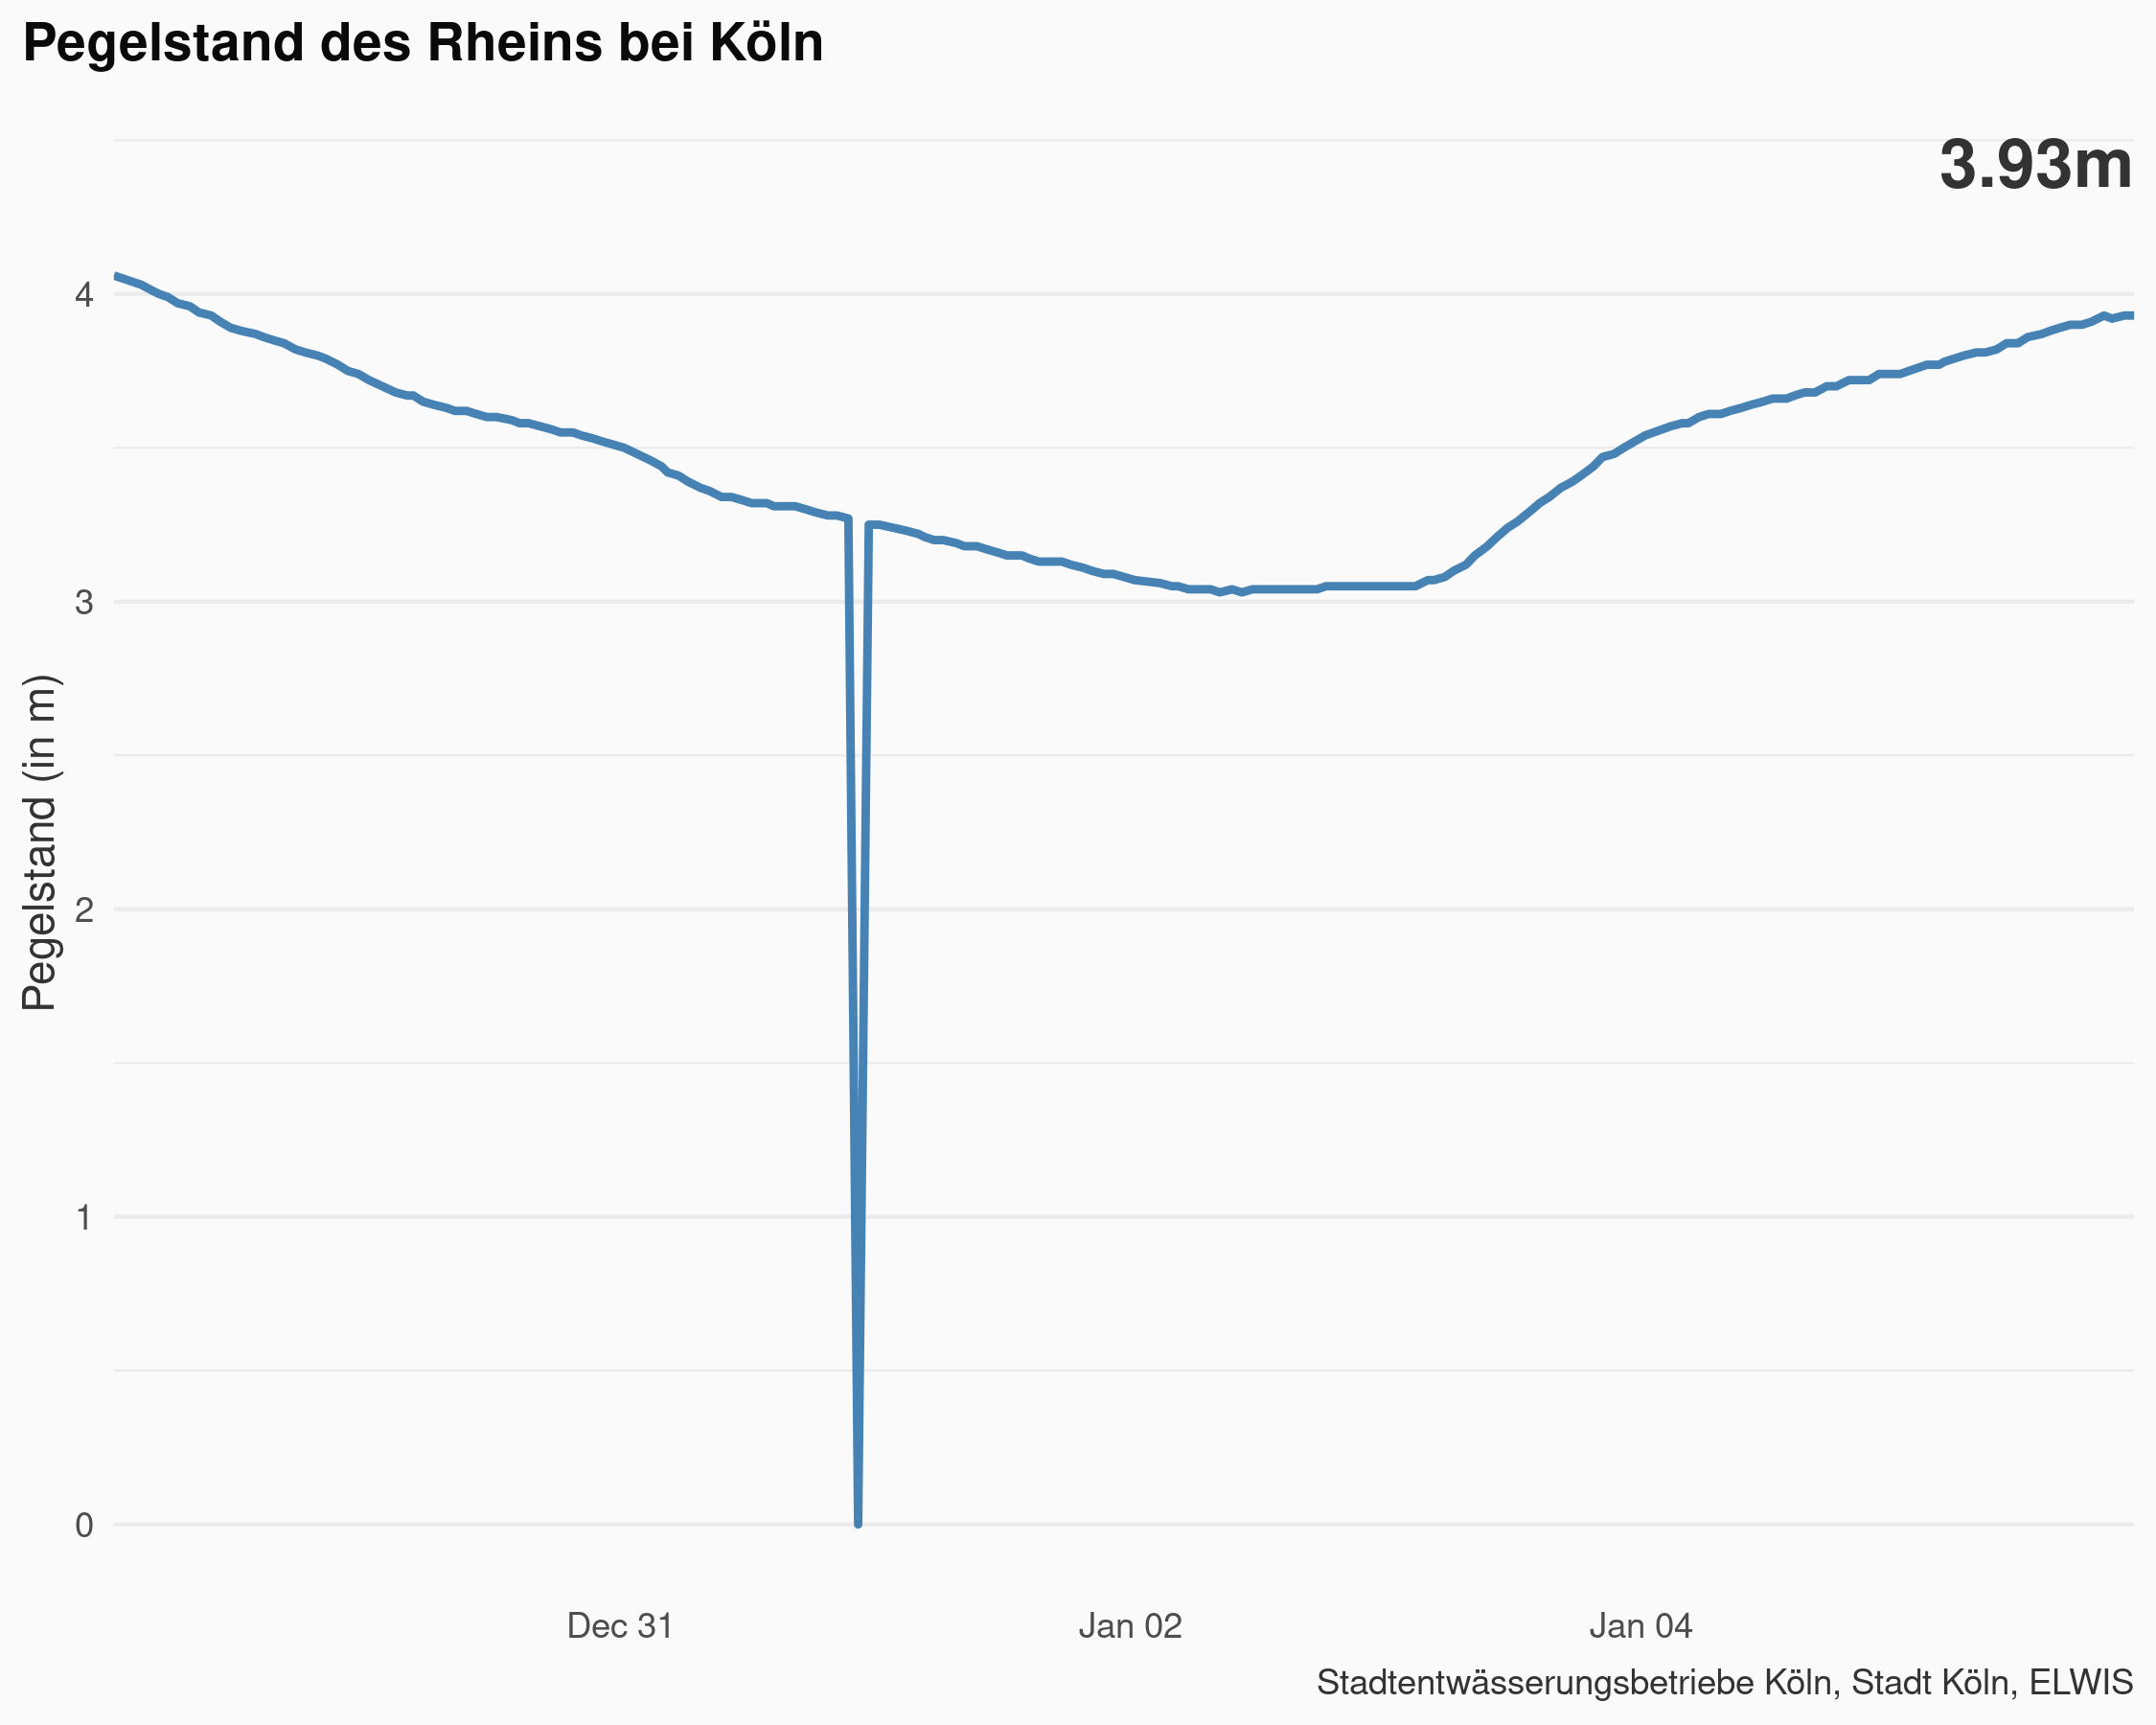 Pegelstand des Rheins bei Köln
3.93m
Pegelstand (in m)
4
3
2
1
0
Dec 31
Jan 02
Jan 04
Stadtentwässerungsbetriebe Köln, Stadt Köln, ELWIS